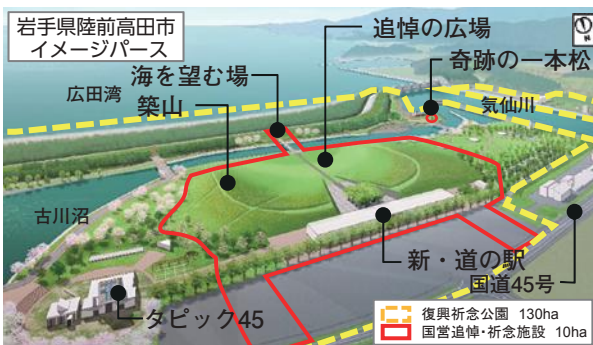 岩手県陸前高田市
イメージパース
追悼の広場
奇跡の一本松
海を望む場
広田湾
築山
気仙川
古川沼
新・道の駅
国道45号
タピック45
復興祈念公園 130ha
国営追悼・祈念施設 10ha